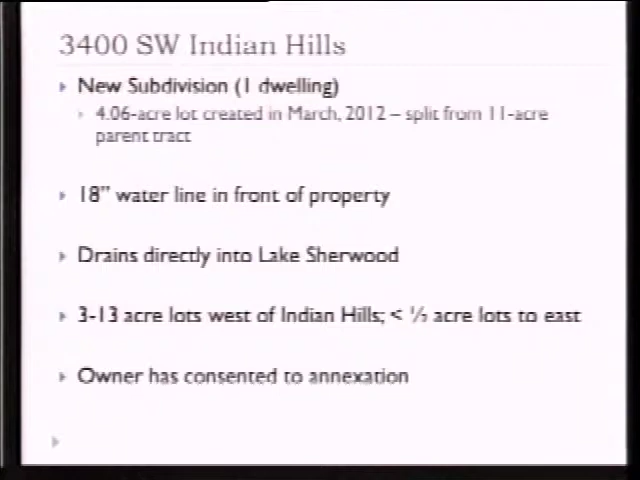 3400 SW Indian Hills
New Subdivision (1 dwelling)
4.06-acre lot created in March, 2012 – split from 11-acre
parent tract
18” water line in front of property
Drains directly into Lake Sherwood
3-13 acre lots west of Indian Hills; < ⅓ acre lots to east
Owner has consented to annexation